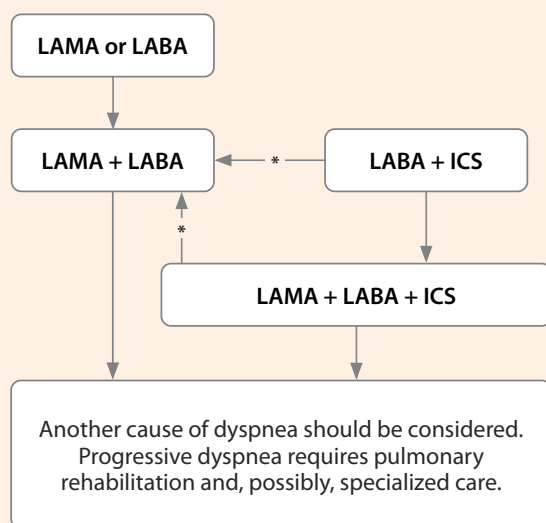 LAMA or LABA
LAMA + LABA
*
LABA + ICS
*
LAMA + LABA + ICS
Another cause of dyspnea should be considered.
Progressive dyspnea requires pulmonary
rehabilitation and, possibly, specialized care.